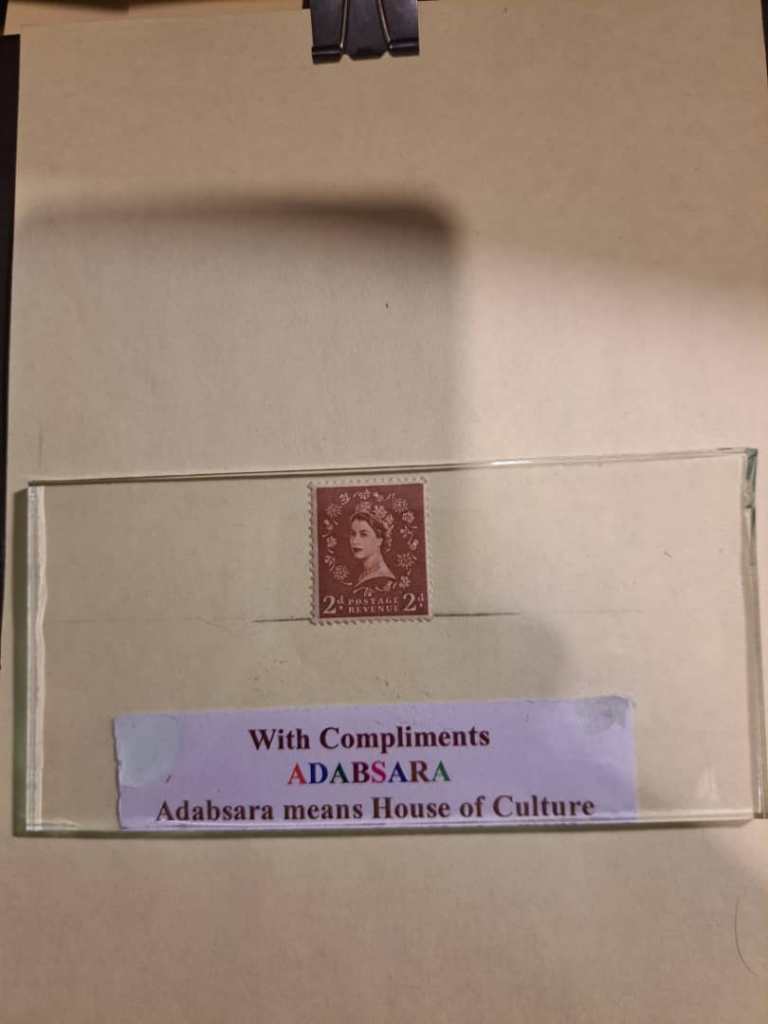 2d POSTAGE 2d
REVENUE
With Compliments
ADABSARA
Adabsara means House of Culture